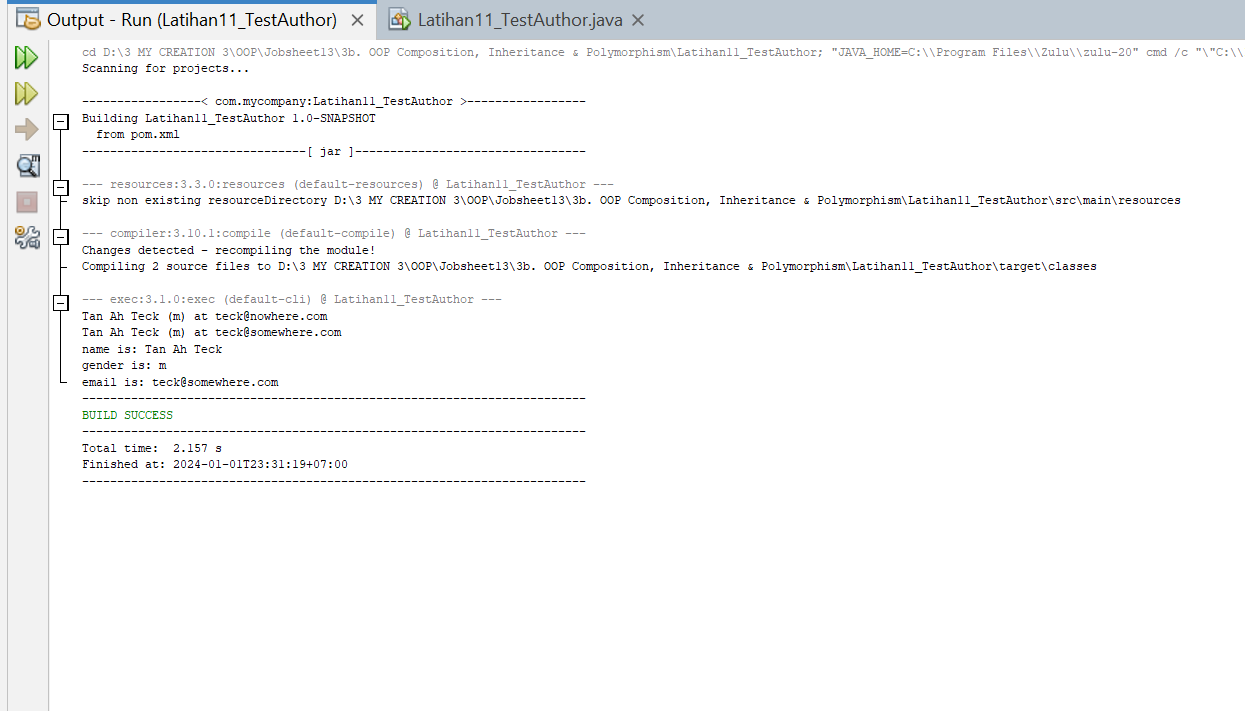 Output - Run (Latihan11_TestAuthor)
Latihan11_TestAuthor.java
cd D:\3 MY CREATION 3\OOP\Jobsheet13\3b. OOP Composition, Inheritance & Polymorphism\Latihan11_TestAuthor; "JAVA_HOME=C:\\Program Files\\Zulu\\zulu-20" cmd /c "\"C:\\
Scanning for projects...
-----------------< com.mycompany:Latihan11_TestAuthor >-----------------
Building Latihan11_TestAuthor 1.0-SNAPSHOT
  from pom.xml
--------------------------------[ jar ]---------------------------------
--- resources:3.3.0:resources (default-resources) @ Latihan11_TestAuthor ---
skip non existing resourceDirectory D:\3 MY CREATION 3\OOP\Jobsheet13\3b. OOP Composition, Inheritance & Polymorphism\Latihan11_TestAuthor\src\main\resources
--- compiler:3.10.1:compile (default-compile) @ Latihan11_TestAuthor ---
Changes detected - recompiling the module!
Compiling 2 source files to D:\3 MY CREATION 3\OOP\Jobsheet13\3b. OOP Composition, Inheritance & Polymorphism\Latihan11_TestAuthor\target\classes
--- exec:3.1.0:exec (default-cli) @ Latihan11_TestAuthor ---
Tan Ah Teck (m) at teck@nowhere.com
Tan Ah Teck (m) at teck@somewhere.com
name is: Tan Ah Teck
gender is: m
email is: teck@somewhere.com
------------------------------------------------------------------------
BUILD SUCCESS
------------------------------------------------------------------------
Total time:  2.157 s
Finished at: 2024-01-01T23:31:19+07:00
------------------------------------------------------------------------